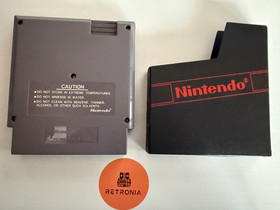 CAUTION
●DO NOT STORE IN EXTREME TEMPERATURES.
●DO NOT IMMERSE IN WATER.
●DO NOT CLEAN WITH BENZENE, THINNER,
ALCOHOL OR OTHER SUCH SOLVENTS.
Nintendo
Nintendo®
RETRONIA